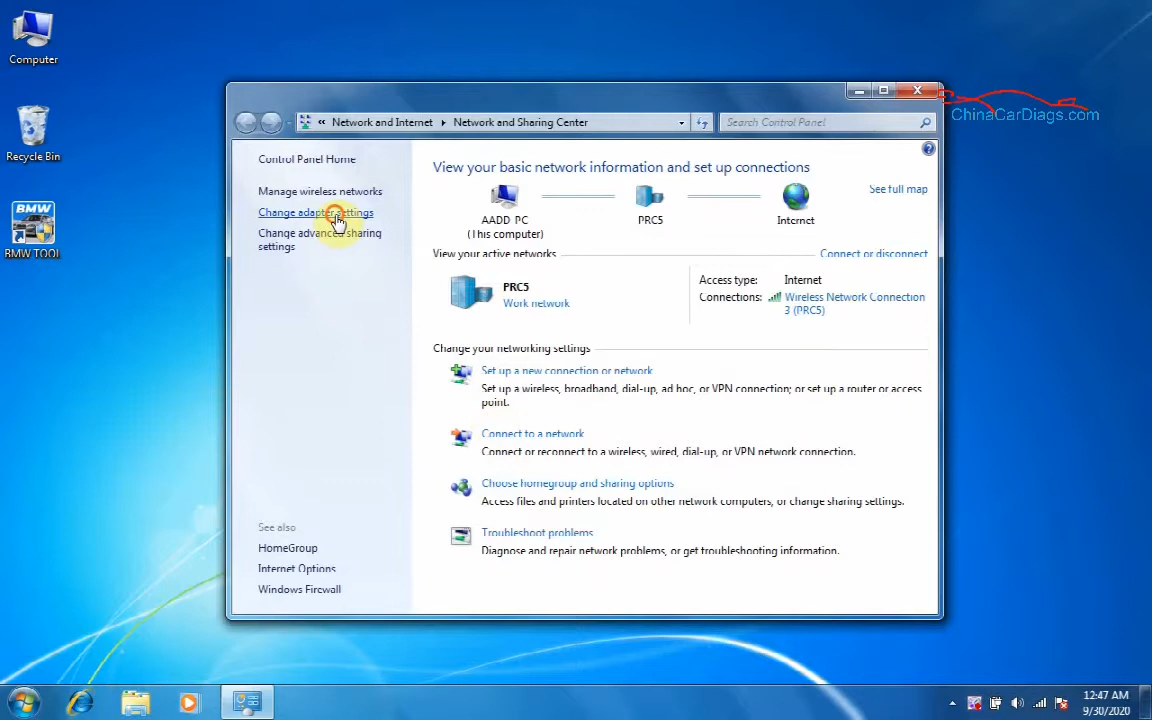 Computer
Recycle Bin
BMW
BMW TOOL
ChinaCarDiags.com
« Network and Internet ▸ Network and Sharing Center
Search Control Panel
Control Panel Home
Manage wireless networks
Change adapter settings
Change advanced sharing
settings
See also
HomeGroup
Internet Options
Windows Firewall
View your basic network information and set up connections
See full map
AADD PC
(This computer)
PRC5
Internet
View your active networks
Connect or disconnect
PRC5
Work network
Access type: Internet
Connections: Wireless Network Connection
3 (PRC5)
Change your networking settings
Set up a new connection or network
Set up a wireless, broadband, dial-up, ad hoc, or VPN connection; or set up a router or access
point.
Connect to a network
Connect or reconnect to a wireless, wired, dial-up, or VPN network connection.
Choose homegroup and sharing options
Access files and printers located on other network computers, or change sharing settings.
Troubleshoot problems
Diagnose and repair network problems, or get troubleshooting information.
12:47 AM
9/30/2020